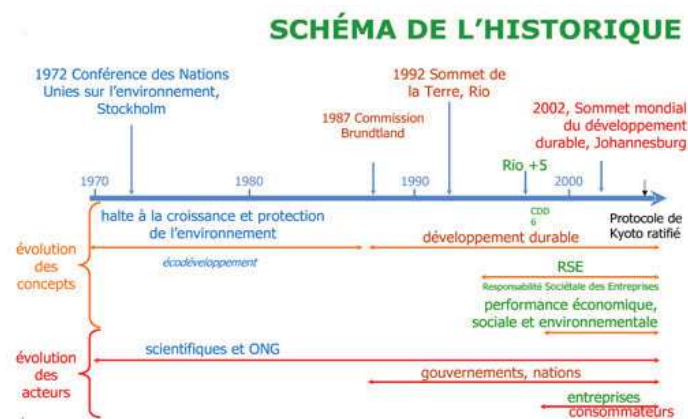 SCHÉMA DE L'HISTORIQUE
1972 Conférence des Nations
Unies sur l'environnement,
Stockholm
1987 Commission
Brundtland
1992 Sommet de
la Terre, Rio
Rio +5
2002, Sommet mondial
du développement
durable, Johannesburg
1970
1980
1990
2000
CDD
6
Protocole de
Kyoto ratifié
évolution
des
concepts
halte à la croissance et protection
de l'environnement
écodéveloppement
développement durable
RSE
Responsabilité Sociétale des Entreprises
performance économique,
sociale et environnementale
évolution
des
acteurs
scientifiques et ONG
gouvernements, nations
entreprises
consommateurs